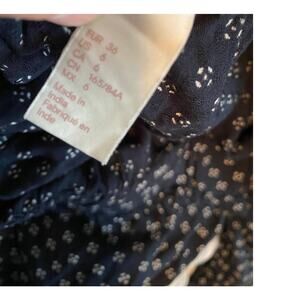 EUR 36
US 6
CA 6
CN 165/84A
MX 6
Made in
India
Fabriqué en
Inde